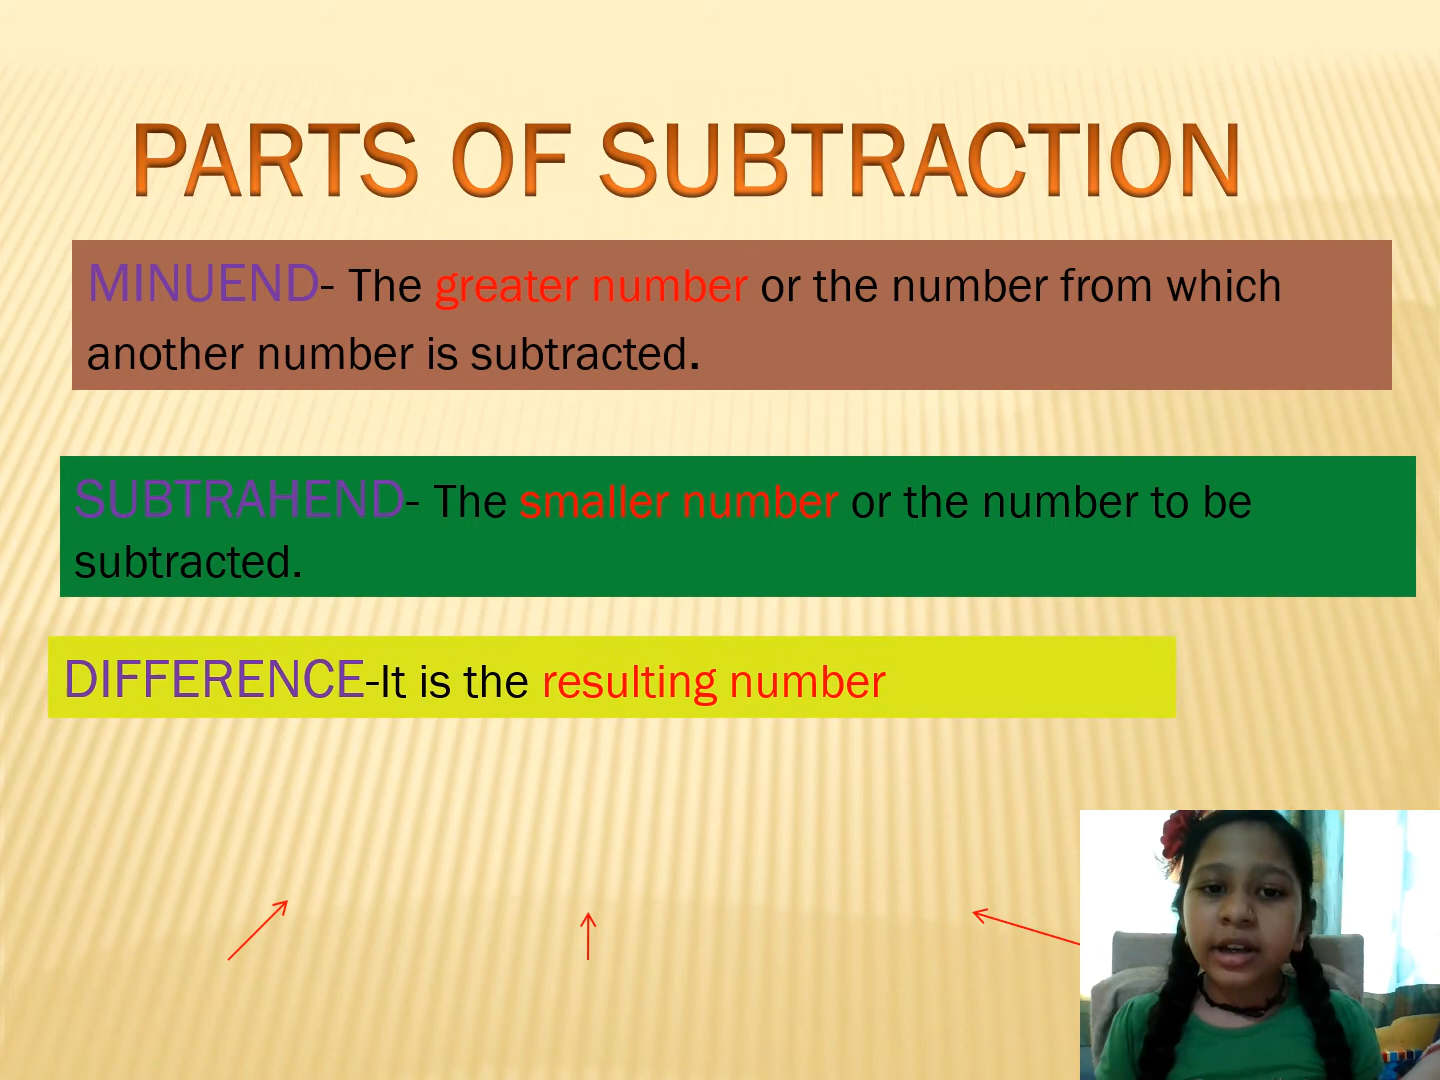 PARTS OF SUBTRACTION
MINUEND- The greater number or the number from which
another number is subtracted.
SUBTRAHEND- The smaller number or the number to be
subtracted.
DIFFERENCE-It is the resulting number